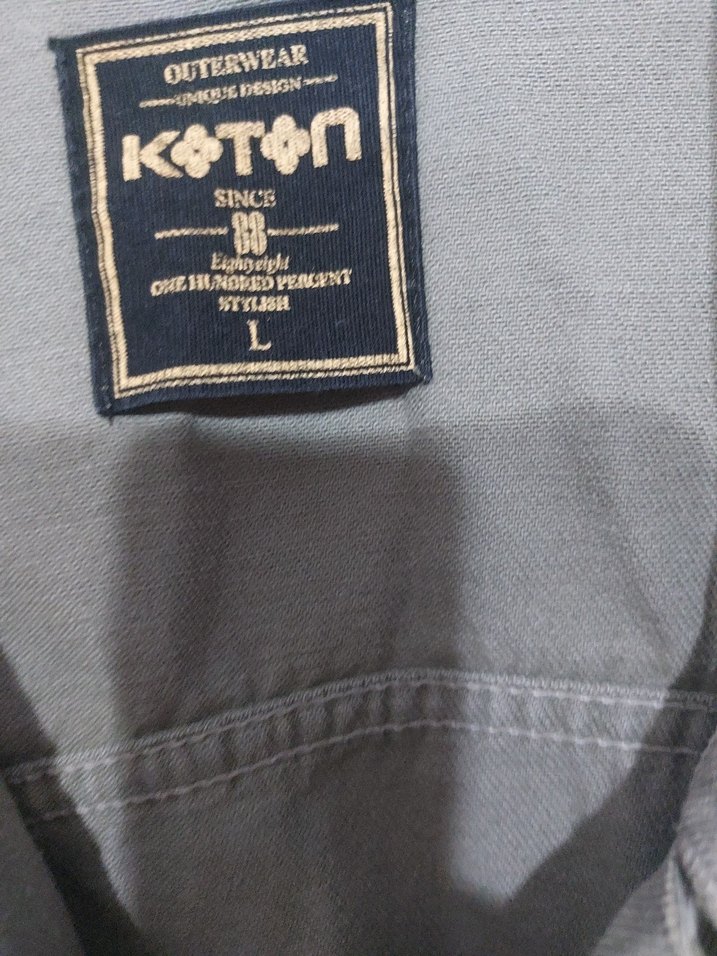 OUTERWEAR
UNIQUE DESIGN
KOTON
SINCE
88
Eightyeight
ONE HUNDRED PERCENT
STYLISH
L